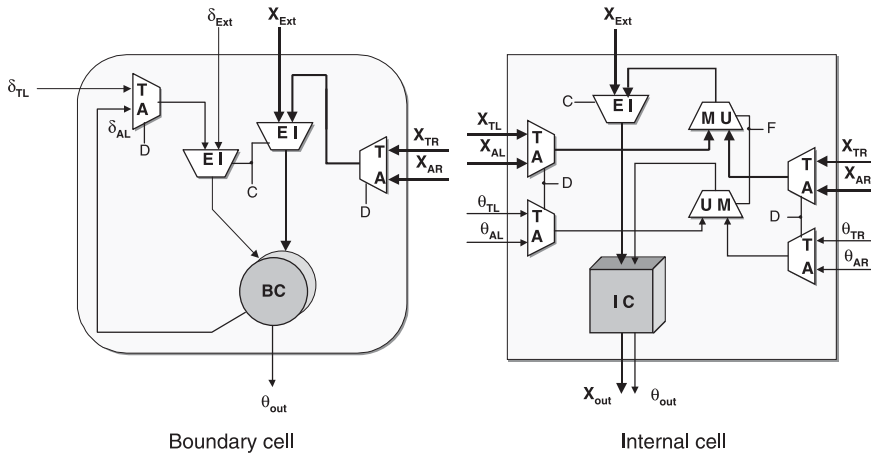 δExt
XExt
δTL
T
A
δAL
D
E I
E I
C
T
A
XTR
XAR
D
BC
θout
Boundary cell
XExt
C
E I
M U
F
XTL
XAL
T
A
D
XTR
XAR
T
A
θTL
θAL
T
A
U M
D
θTR
θAR
T
A
I C
Xout
θout
Internal cell